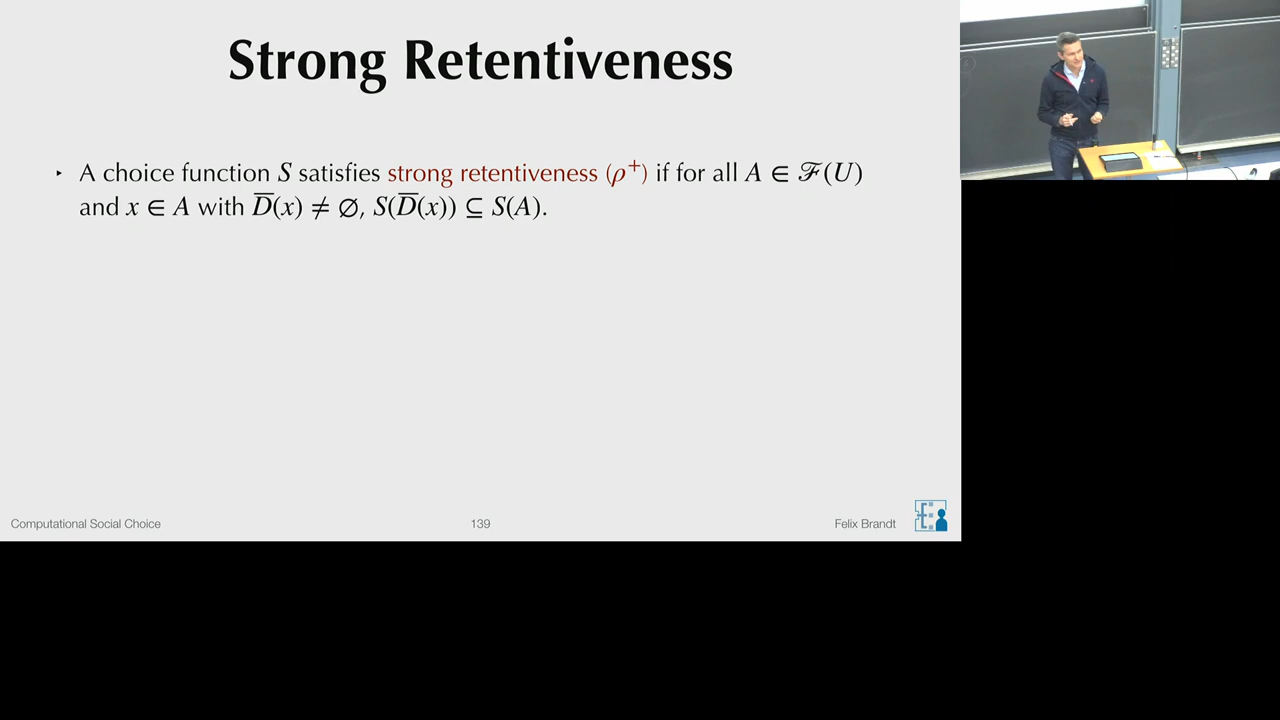 Strong Retentiveness
‣ A choice function S satisfies strong retentiveness (ρ⁺) if for all A ∈ ℱ(U)
and x ∈ A with D̅(x) ≠ ∅, S(D̅(x)) ⊆ S(A).
Computational Social Choice
139
Felix Brandt